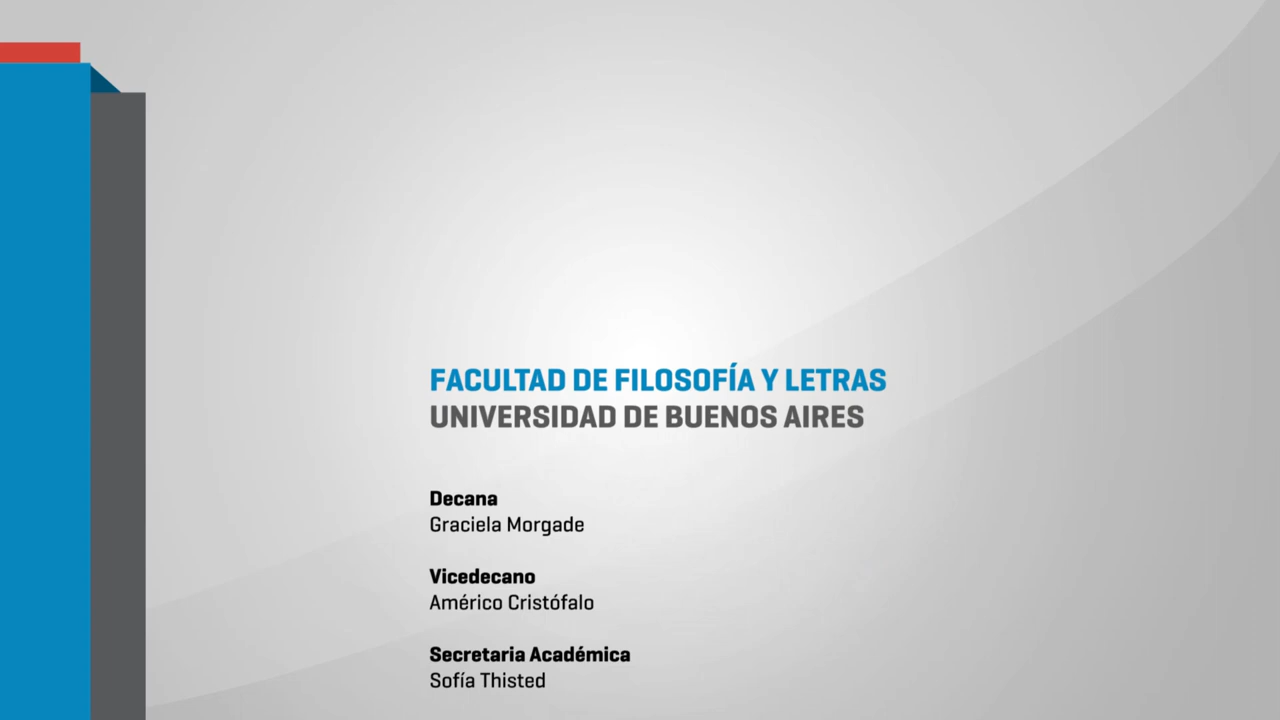 FACULTAD DE FILOSOFÍA Y LETRAS
UNIVERSIDAD DE BUENOS AIRES
Decana
Graciela Morgade
Vicedecano
Américo Cristófalo
Secretaria Académica
Sofía Thisted